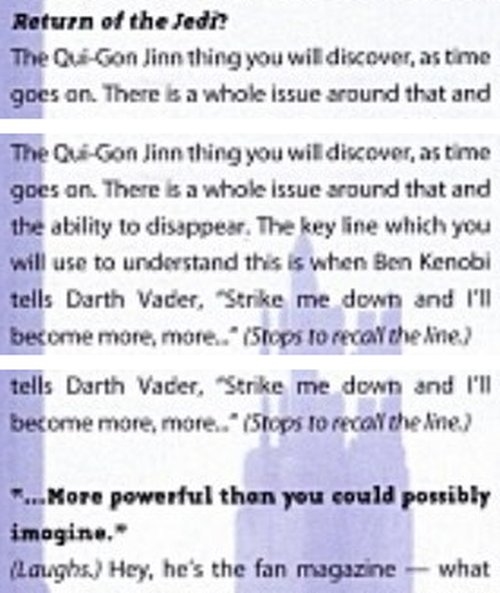 Return of the Jedi?
The Qui-Gon Jinn thing you will discover, as time
goes on. There is a whole issue around that and
The Qui-Gon Jinn thing you will discover, as time
goes on. There is a whole issue around that and
the ability to disappear. The key line which you
will use to understand this is when Ben Kenobi
tells Darth Vader, "Strike me down and I'll
become more, more..." (Stops to recall the line.)
tells Darth Vader, "Strike me down and I'll
become more, more..." (Stops to recall the line.)
"...More powerful than you could possibly
imagine."
(Laughs.) Hey, he's the fan magazine — what